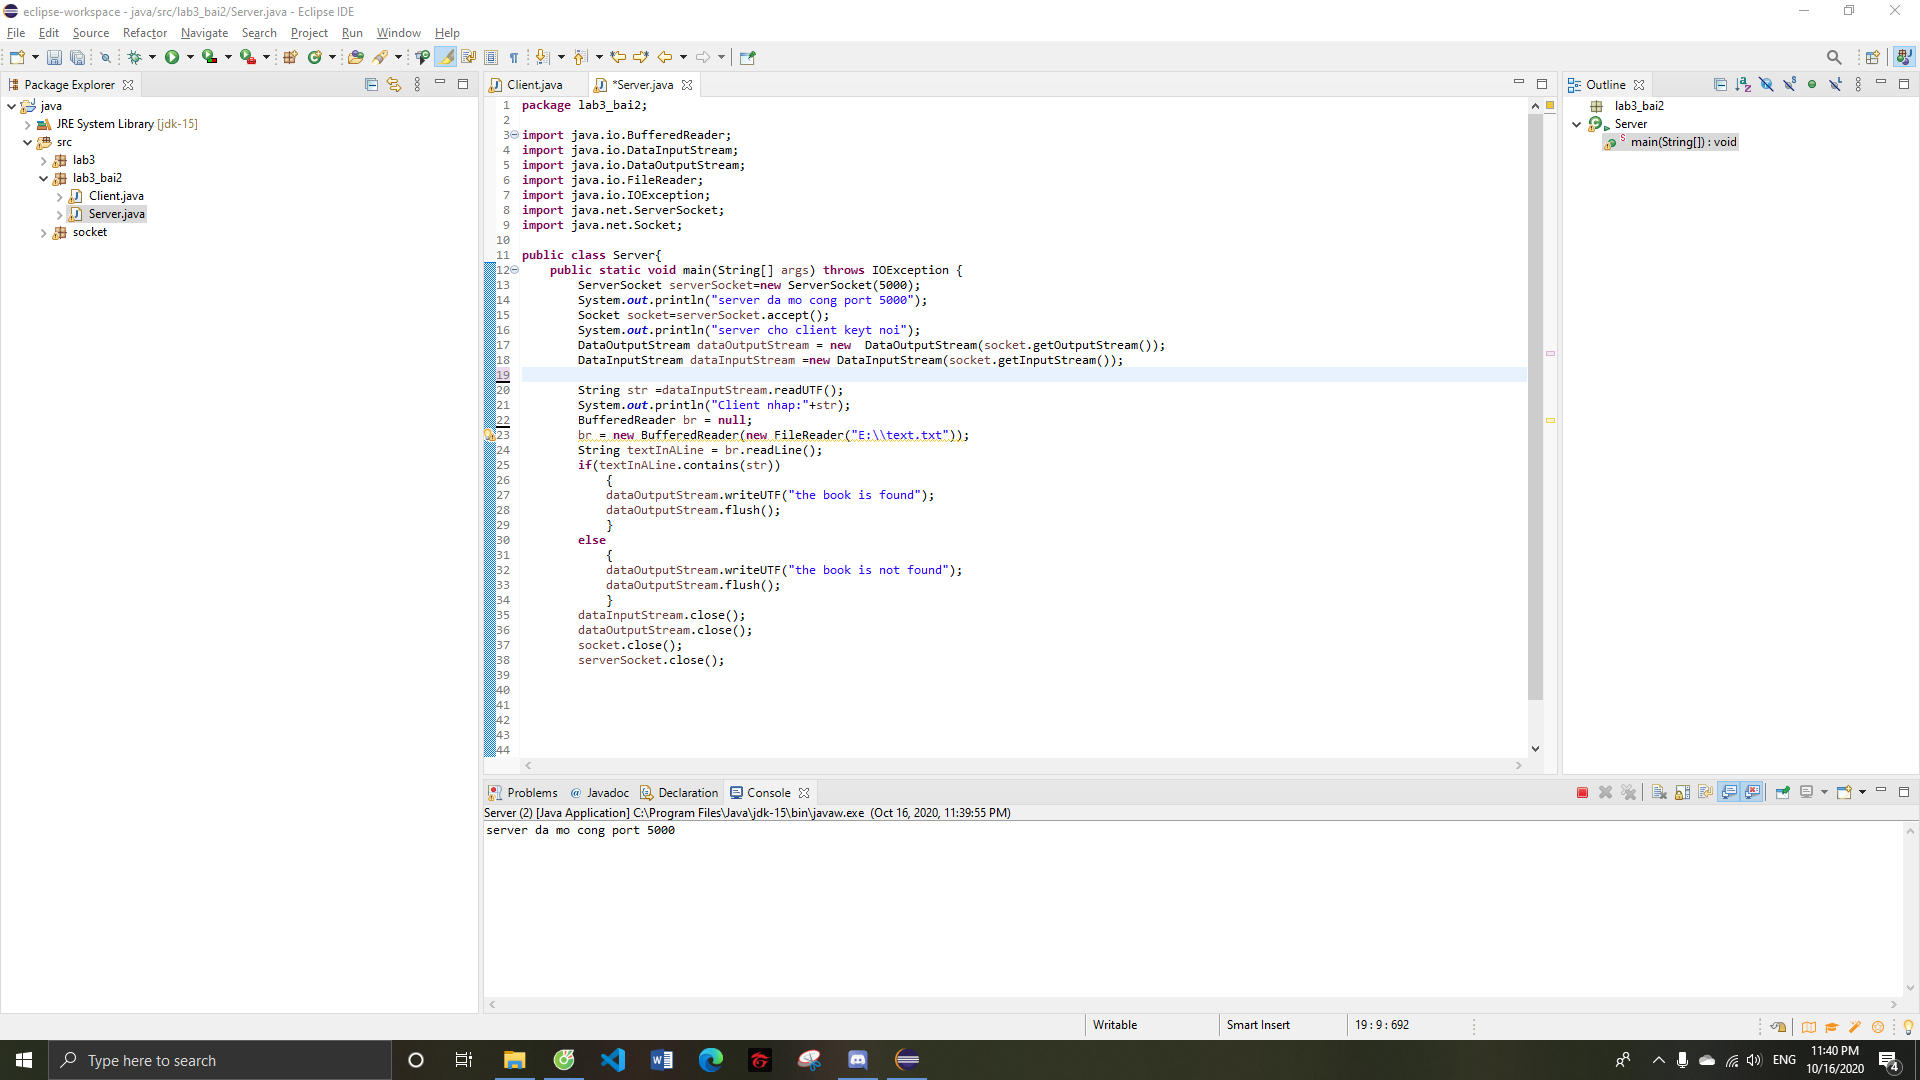 eclipse-workspace - java/src/lab3_bai2/Server.java - Eclipse IDE
File Edit Source Refactor Navigate Search Project Run Window Help
Package Explorer
java
JRE System Library [jdk-15]
src
lab3
lab3_bai2
Client.java
Server.java
socket
Client.java *Server.java
1 package lab3_bai2;
2
3 import java.io.BufferedReader;
4 import java.io.DataInputStream;
5 import java.io.DataOutputStream;
6 import java.io.FileReader;
7 import java.io.IOException;
8 import java.net.ServerSocket;
9 import java.net.Socket;
10
11 public class Server{
12 public static void main(String[] args) throws IOException {
13 ServerSocket serverSocket=new ServerSocket(5000);
14 System.out.println("server da mo cong port 5000");
15 Socket socket=serverSocket.accept();
16 System.out.println("server cho client keyt noi");
17 DataOutputStream dataOutputStream = new  DataOutputStream(socket.getOutputStream());
18 DataInputStream dataInputStream =new DataInputStream(socket.getInputStream());
19
20 String str =dataInputStream.readUTF();
21 System.out.println("Client nhap:"+str);
22 BufferedReader br = null;
23 br = new BufferedReader(new FileReader("E:\\text.txt"));
24 String textInALine = br.readLine();
25 if(textInALine.contains(str))
26 {
27 dataOutputStream.writeUTF("the book is found");
28 dataOutputStream.flush();
29 }
30 else
31 {
32 dataOutputStream.writeUTF("the book is not found");
33 dataOutputStream.flush();
34 }
35 dataInputStream.close();
36 dataOutputStream.close();
37 socket.close();
38 serverSocket.close();
39
40
41
42
43
44
Outline
lab3_bai2
Server
main(String[]) : void
Problems @ Javadoc Declaration Console
Server (2) [Java Application] C:\Program Files\Java\jdk-15\bin\javaw.exe (Oct 16, 2020, 11:39:55 PM)
server da mo cong port 5000
Writable Smart Insert 19 : 9 : 692
Type here to search
ENG 11:40 PM
10/16/2020
4